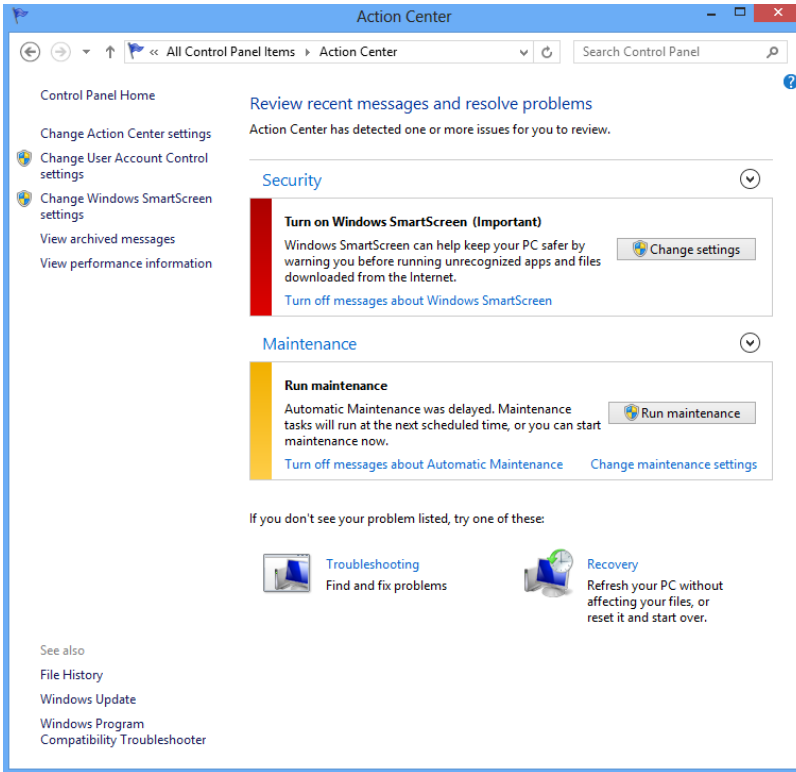 Action Center
« All Control Panel Items ▸ Action Center
Search Control Panel
Control Panel Home
Change Action Center settings
Change User Account Control
settings
Change Windows SmartScreen
settings
View archived messages
View performance information
Review recent messages and resolve problems
Action Center has detected one or more issues for you to review.
Security
Turn on Windows SmartScreen (Important)
Windows SmartScreen can help keep your PC safer by
warning you before running unrecognized apps and files
downloaded from the Internet.
Change settings
Turn off messages about Windows SmartScreen
Maintenance
Run maintenance
Automatic Maintenance was delayed. Maintenance
tasks will run at the next scheduled time, or you can start
maintenance now.
Run maintenance
Turn off messages about Automatic Maintenance
Change maintenance settings
If you don't see your problem listed, try one of these:
Troubleshooting
Find and fix problems
Recovery
Refresh your PC without
affecting your files, or
reset it and start over.
See also
File History
Windows Update
Windows Program
Compatibility Troubleshooter